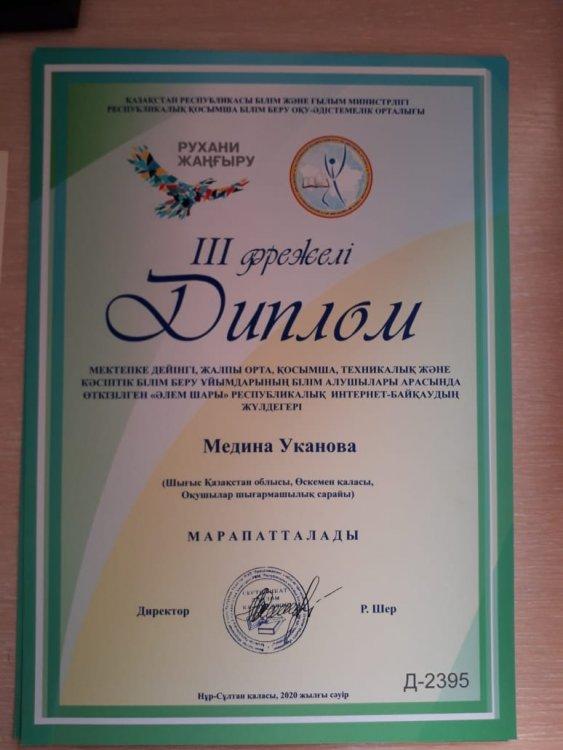 ҚАЗАҚСТАН РЕСПУБЛИКАСЫ БІЛІМ ЖӘНЕ ҒЫЛЫМ МИНИСТРЛІГІ
РЕСПУБЛИКАЛЫҚ ҚОСЫМША БІЛІМ БЕРУ ОҚУ-ӘДІСТЕМЕЛІК ОРТАЛЫҒЫ
РУХАНИ
ЖАҢҒЫРУ
III дәрежелі
Диплом
МЕКТЕПКЕ ДЕЙІНГІ, ЖАЛПЫ ОРТА, ҚОСЫМША, ТЕХНИКАЛЫҚ ЖӘНЕ
КӘСІПТІК БІЛІМ БЕРУ ҰЙЫМДАРЫНЫҢ БІЛІМ АЛУШЫЛАРЫ АРАСЫНДА
ӨТКІЗІЛГЕН «ӘЛЕМ ШАРЫ» РЕСПУБЛИКАЛЫҚ ИНТЕРНЕТ-БАЙҚАУДЫҢ
ЖҮЛДЕГЕРІ
Медина Уканова
(Шығыс Қазақстан облысы, Өскемен қаласы,
Оқушылар шығармашылық сарайы)
МАРАПАТТАЛАДЫ
СЕРТИФИКАТ
Директор
Р. Шер
Д-2395
Нұр-Сұлтан қаласы, 2020 жылғы сәуір